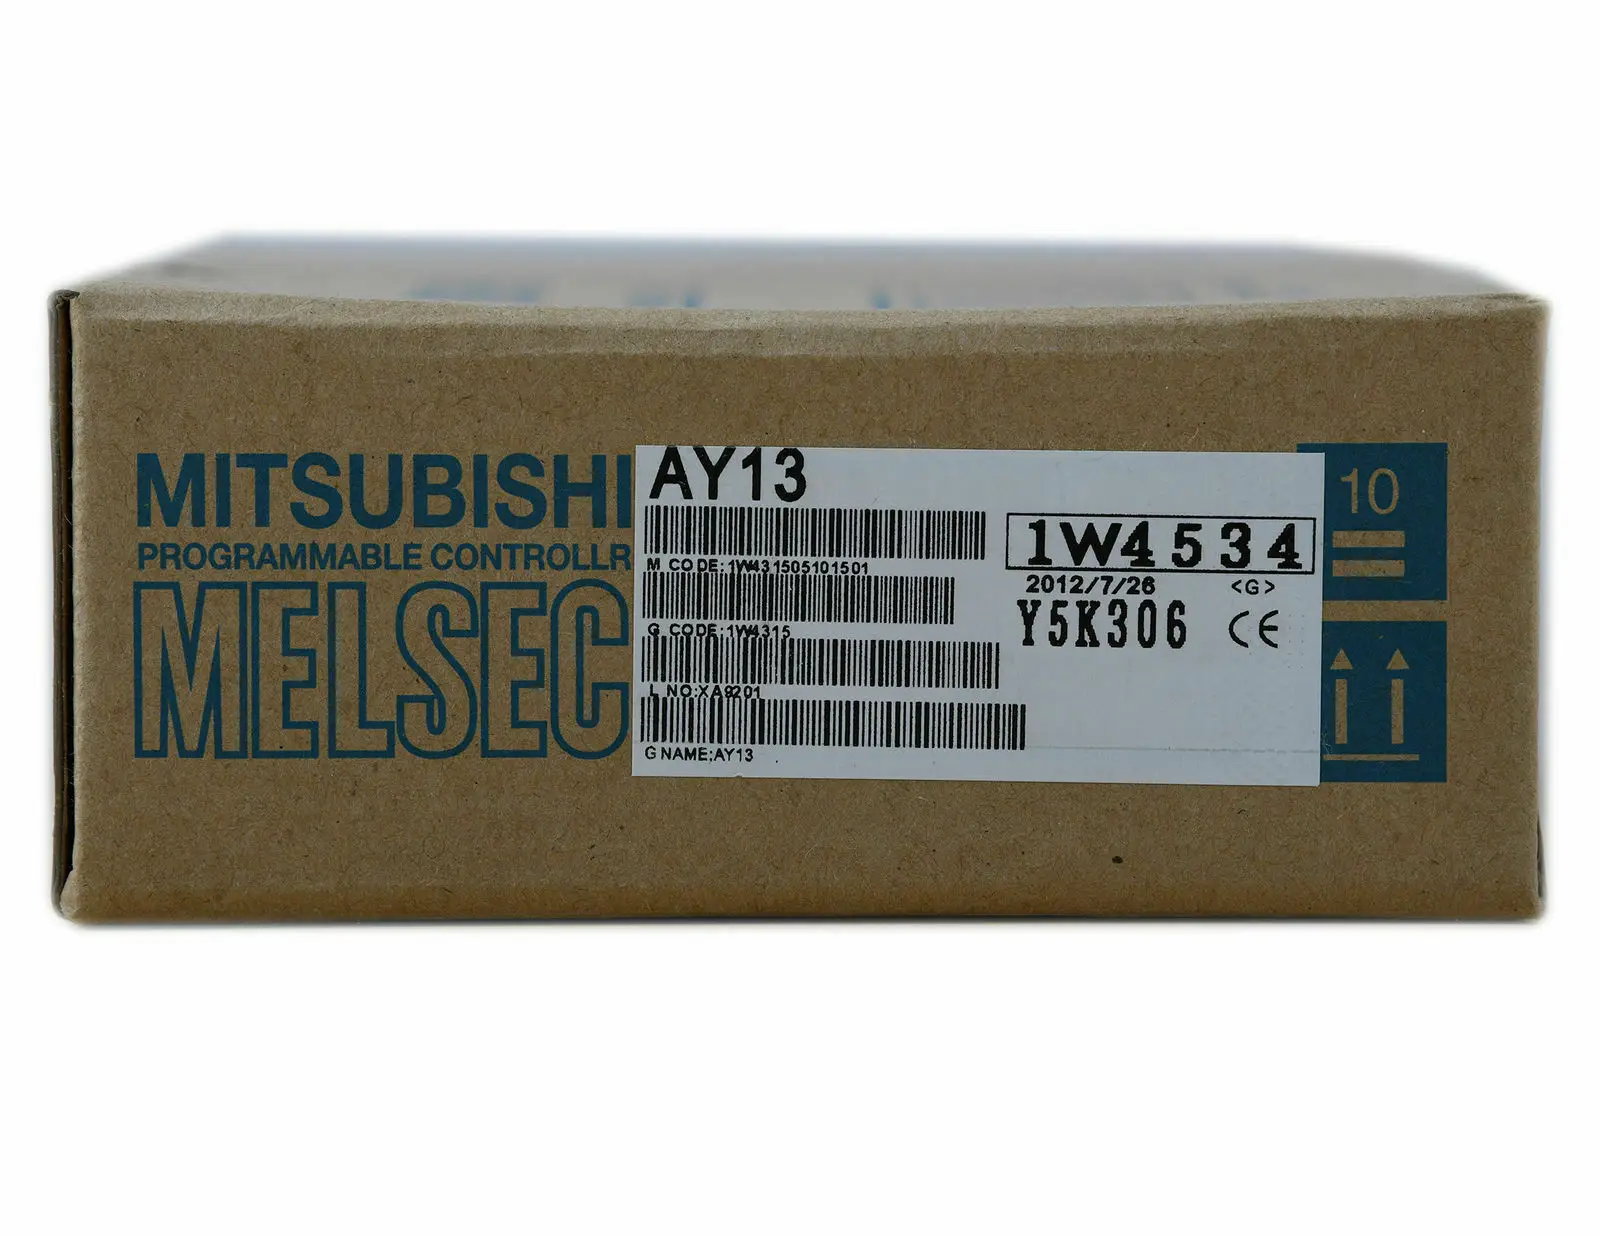 MITSUBISHI
PROGRAMMABLE CONTROLLR
MELSEC
AY13
M CODE:1W431505101501
G CODE:1W4315
L NO:XA9201
G NAME;AY13
1W4534
2012/7/26 <G>
Y5K306 CE
10